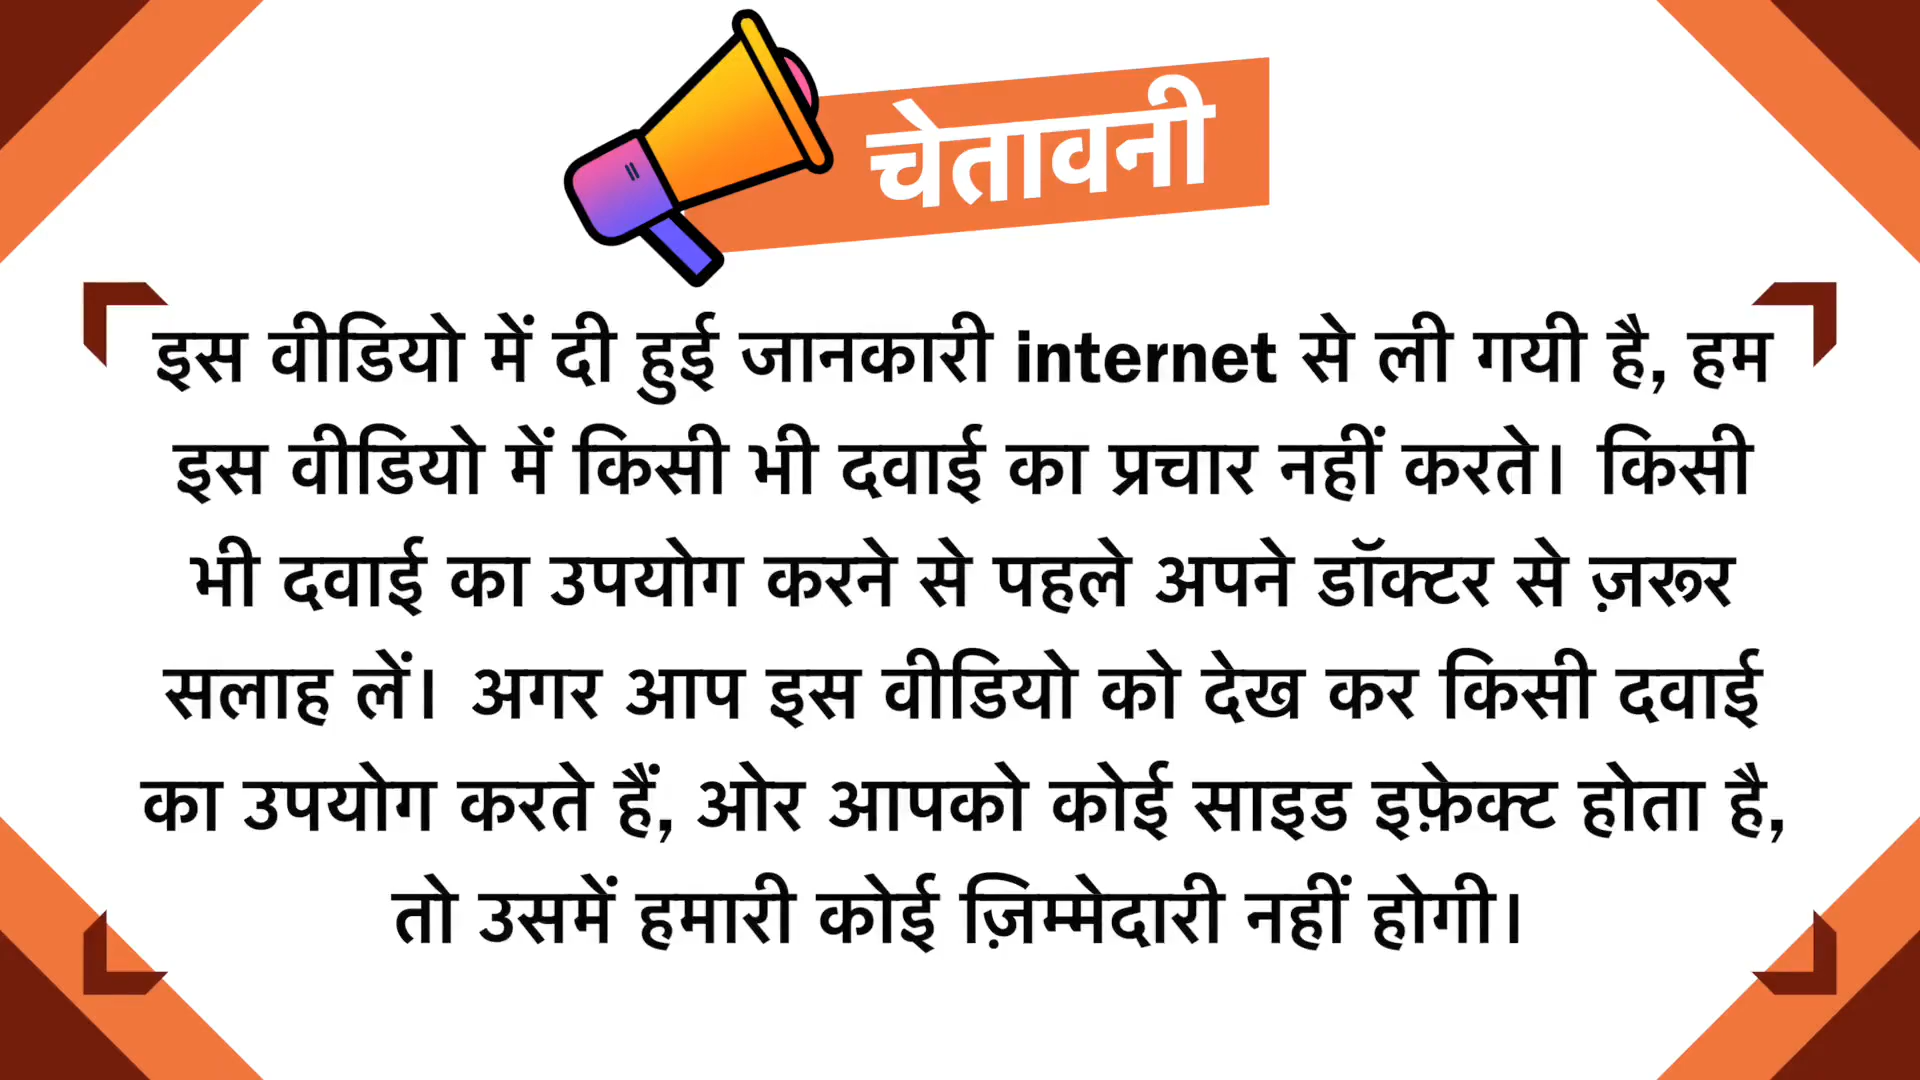 चेतावनी
इस वीडियो में दी हुई जानकारी internet से ली गयी है, हम
इस वीडियो में किसी भी दवाई का प्रचार नहीं करते। किसी
भी दवाई का उपयोग करने से पहले अपने डॉक्टर से ज़रूर
सलाह लें। अगर आप इस वीडियो को देख कर किसी दवाई
का उपयोग करते हैं, ओर आपको कोई साइड इफ़ेक्ट होता है,
तो उसमें हमारी कोई ज़िम्मेदारी नहीं होगी।